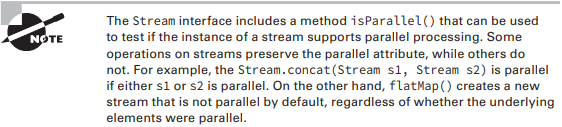 NOTE
The Stream interface includes a method isParallel() that can be used
to test if the instance of a stream supports parallel processing. Some
operations on streams preserve the parallel attribute, while others do
not. For example, the Stream.concat(Stream s1, Stream s2) is parallel
if either s1 or s2 is parallel. On the other hand, flatMap() creates a new
stream that is not parallel by default, regardless of whether the underlying
elements were parallel.